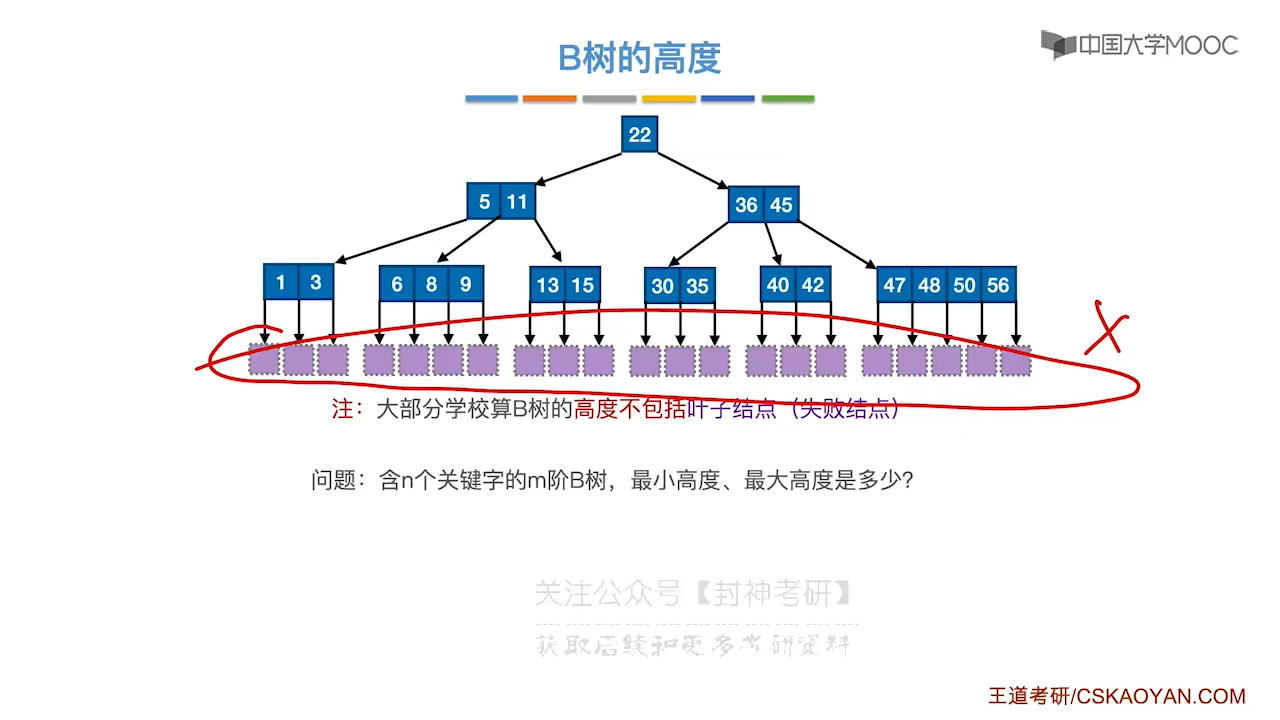 中国大学MOOC
B树的高度
22
5 11 36 45
1 3 6 8 9 13 15 30 35 40 42 47 48 50 56
X
注：大部分学校算B树的高度不包括叶子结点（失败结点）
问题：含n个关键字的m阶B树，最小高度、最大高度是多少？
关注公众号【封神考研】
获取后续和更多考研资料
王道考研/CSKAOYAN.COM